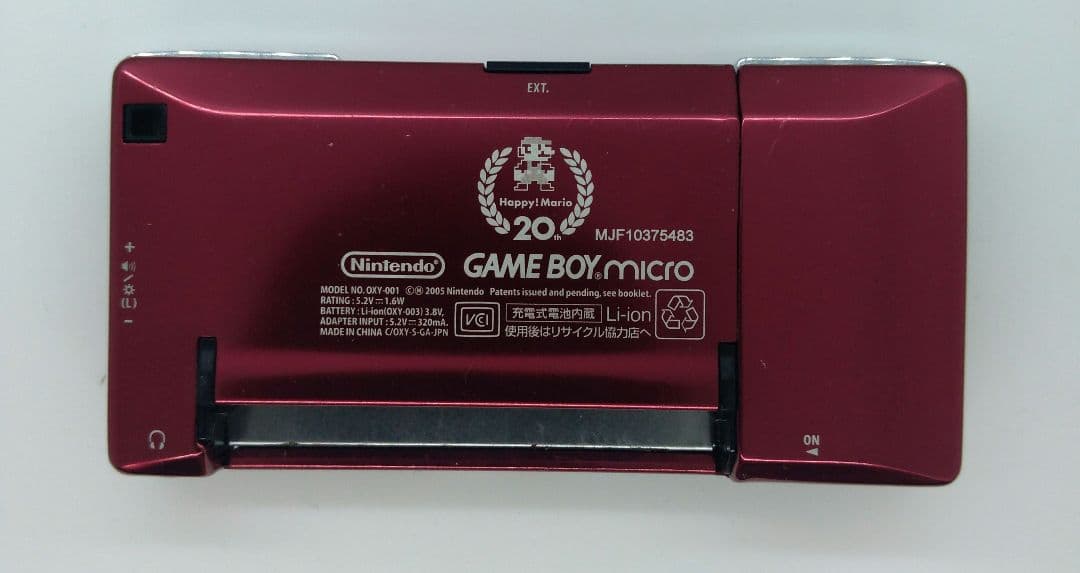 EXT.
Happy! Mario
20th
MJF10375483
Nintendo GAME BOY micro
MODEL NO. OXY-001 ©Ⓜ 2005 Nintendo Patents issued and pending, see booklet.
RATING : 5.2V⎓1.6W
BATTERY : Li-ion(OXY-003) 3.8V,
ADAPTER INPUT : 5.2V⎓320mA.
MADE IN CHINA C/OXY-S-GA-JPN
VCI
充電式電池内蔵 Li-ion
使用後はリサイクル協力店へ
+
(L)
−
ON